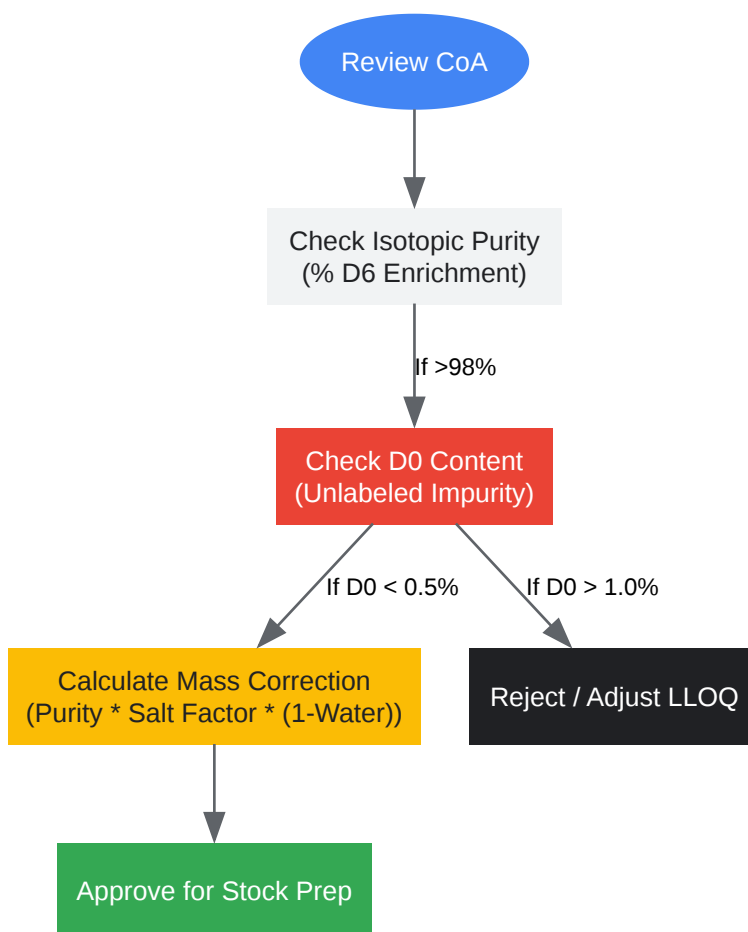 Review CoA
Check Isotopic Purity
(% D6 Enrichment)
If >98%
Check D0 Content
(Unlabeled Impurity)
If D0 < 0.5%
If D0 > 1.0%
Calculate Mass Correction
(Purity * Salt Factor * (1-Water))
Reject / Adjust LLOQ
Approve for Stock Prep